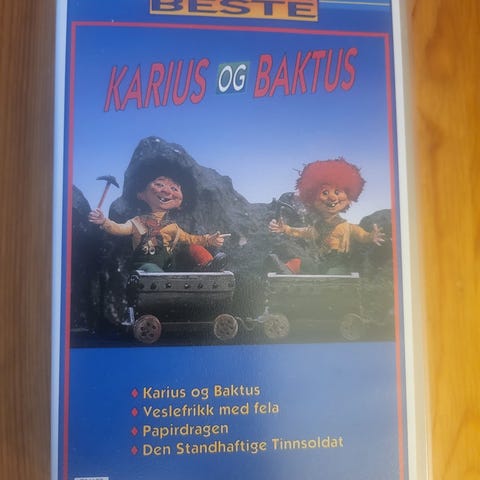 BESTE
KARIUS OG BAKTUS
Karius og Baktus
Veslefrikk med fela
Papirdragen
Den Standhaftige Tinnsoldat